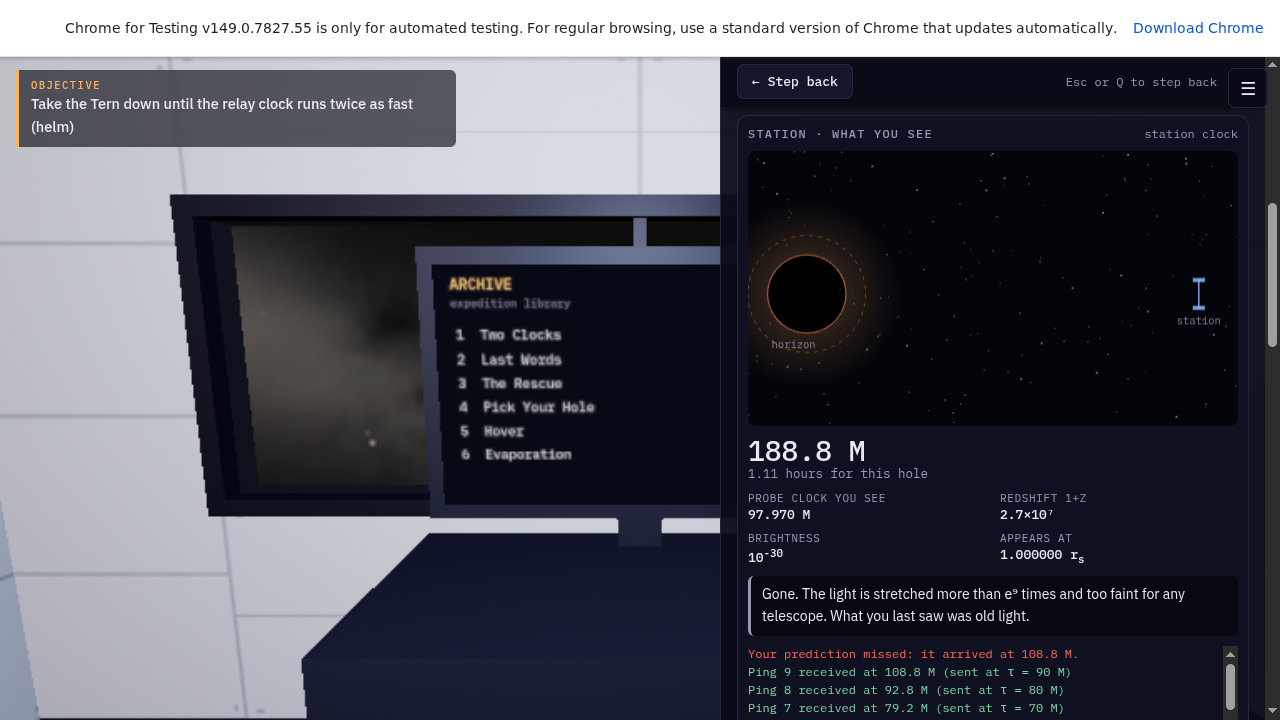 Chrome for Testing v149.0.7827.55 is only for automated testing. For regular browsing, use a standard version of Chrome that updates automatically. Download Chrome
OBJECTIVE
Take the Tern down until the relay clock runs twice as fast
(helm)
← Step back
Esc or Q to step back
☰
STATION · WHAT YOU SEE
station clock
horizon
station
ARCHIVE
expedition library
1 Two Clocks
2 Last Words
3 The Rescue
4 Pick Your Hole
5 Hover
6 Evaporation
188.8 M
1.11 hours for this hole
PROBE CLOCK YOU SEE
97.970 M
REDSHIFT 1+Z
2.7×10⁷
BRIGHTNESS
10⁻³⁰
APPEARS AT
1.000000 rₛ
Gone. The light is stretched more than e⁹ times and too faint for any
telescope. What you last saw was old light.
Your prediction missed: it arrived at 108.8 M.
Ping 9 received at 108.8 M (sent at τ = 90 M)
Ping 8 received at 92.8 M (sent at τ = 80 M)
Ping 7 received at 79.2 M (sent at τ = 70 M)